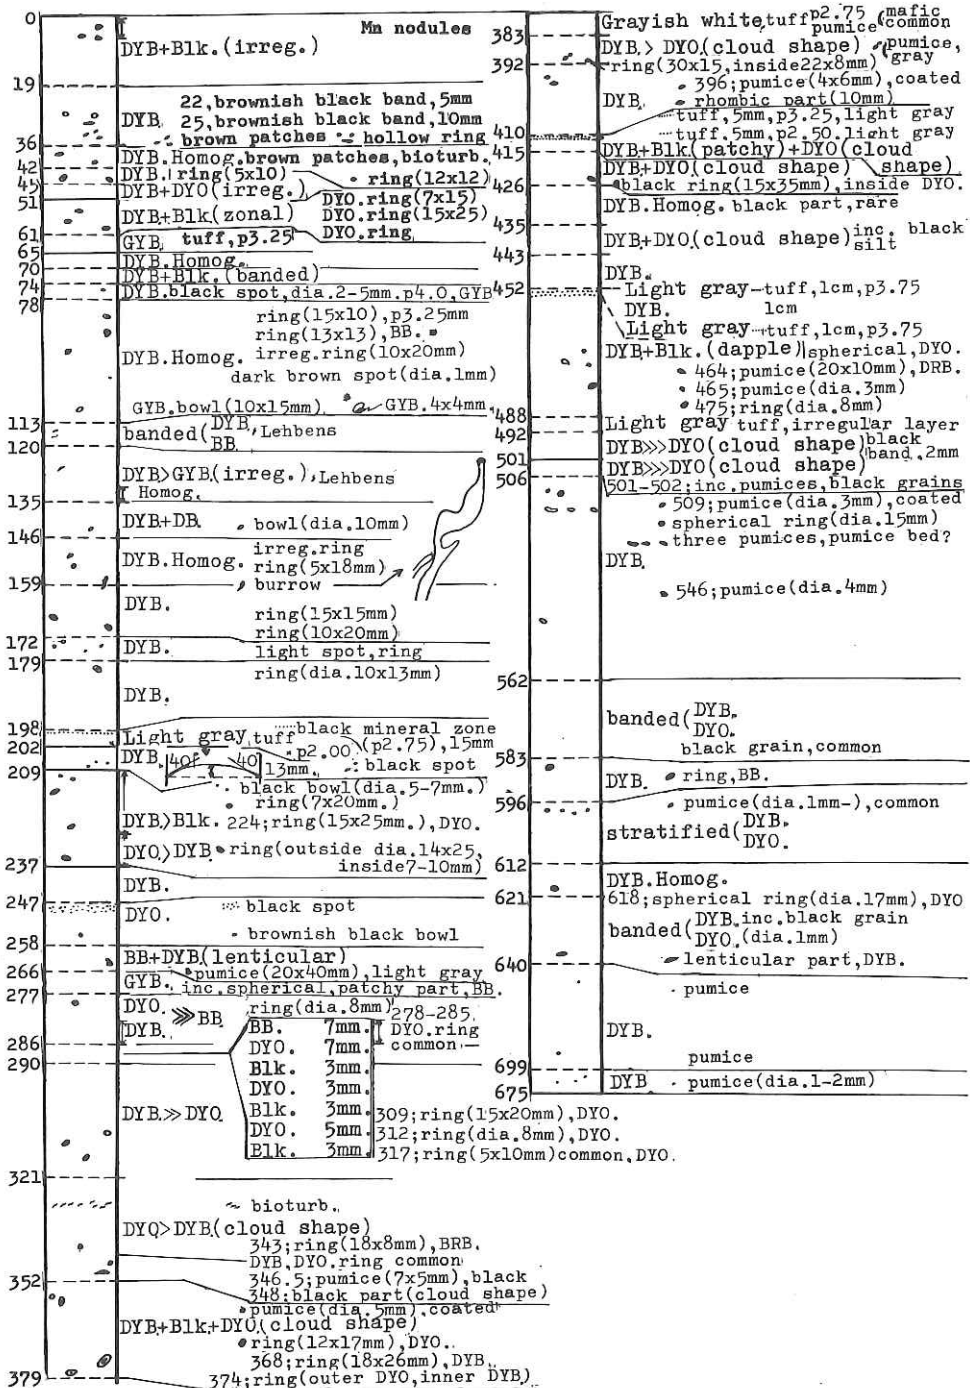 0
Mn nodules
DYB+Blk.(irreg.)
19
22,brownish black band,5mm
DYB. 25,brownish black band,10mm
brown patches hollow ring
36
DYB.Homog.brown patches,bioturb.
42
DYB. ring(5x10) ring(12x12)
45
DYB+DYO(irreg.) DYO.ring(7x15)
51
DYB+Blk.(zonal) DYO.ring(15x25)
61
GYB. tuff,p3.25 DYO.ring
65
DYB.Homog.
70
DYB+Blk.(banded)
74
DYB.black spot,dia.2-5mm.p4.0,GYB
78
ring(15x10),p3.25mm
ring(13x13),BB.
DYB.Homog. irreg.ring(10x20mm)
dark brown spot(dia.1mm)
GYB.bowl(10x15mm) GYB.4x4mm.
113
banded(DYB. BB. ,Lehbens
120
DYB>GYB(irreg.),Lehbens
Homog.
135
DYB+DB. bowl(dia.10mm)
146
irreg.ring
DYB.Homog. ring(5x18mm)
159
burrow
DYB.
ring(15x15mm)
ring(10x20mm)
172
DYB. light spot,ring
179
ring(dia.10x13mm)
DYB.
198
Light gray,tuff black mineral zone
202
p2.00 (p2.75),15mm
DYB. 40 40 13mm. black spot
209
black bowl(dia.5-7mm.)
ring(7x20mm.)
DYB>Blk. 224;ring(15x25mm.),DYO.
DYO>DYB ring(outside dia.14x25,
inside7-10mm)
237
DYB.
247
DYO. black spot
brownish black bowl
258
BB+DYB(lenticular)
266
pumice(20x40mm),light gray
GYB. inc.spherical,patchy part,BB.
277
DYO. ≫BB. ring(dia.8mm) 278-285.
DYB. BB. 7mm. DYO.ring
286
DYO. 7mm. common
290
Blk. 3mm.
DYO. 3mm.
DYB≫DYO. Blk. 3mm. 309;ring(15x20mm),DYO.
DYO. 5mm. 312;ring(dia.8mm),DYO.
Blk. 3mm. 317;ring(5x10mm)common,DYO.
321
bioturb.
DYO>DYB(cloud shape)
343;ring(18x8mm),BRB.
DYB,DYO.ring common
346.5;pumice(7x5mm),black
352
348;black part(cloud shape)
pumice(dia.5mm),coated
DYB+Blk+DYO(cloud shape)
ring(12x17mm),DYO.
368;ring(18x26mm),DYB.
379
374;ring(outer DYO,inner DYB)
Grayish white,tuff p2.75 pumice (mafic common
383
DYB.>DYO.(cloud shape) pumice,
392
ring(30x15,inside22x8mm) gray
396;pumice(4x6mm),coated
DYB. rhombic part(10mm)
tuff,5mm,p3.25,light gray
410
tuff,5mm,p2.50.light gray
415
DYB+Blk(patchy)+DYO(cloud
DYB+DYO(cloud shape) shape)
426
black ring(15x35mm),inside DYO.
DYB.Homog. black part,rare
435
DYB+DYO(cloud shape)inc. black silt
443
DYB.
452
Light gray tuff,1cm,p3.75
DYB. 1cm
Light gray tuff,1cm,p3.75
DYB+Blk.(dapple) spherical,DYO.
464;pumice(20x10mm),DRB.
465;pumice(dia.3mm)
475;ring(dia.8mm)
488
Light gray tuff,irregular layer
492
DYB≫>DYO(cloud shape)black
501
band.2mm
DYB≫>DYO(cloud shape)
506
501-502;inc.pumices,black grains
509;pumice(dia.3mm),coated
spherical ring(dia.15mm)
three pumices,pumice bed?
DYB.
546;pumice(dia.4mm)
562
banded(DYB. DYO.
black grain,common
583
DYB. ring,BB.
596
pumice(dia.1mm-),common
stratified(DYB. DYO.
612
DYB.Homog.
621
618;spherical ring(dia.17mm),DYO
banded(DYB.inc.black grain
DYO.(dia.1mm)
640
lenticular part,DYB.
pumice
DYB.
pumice
699
DYB. pumice(dia.1-2mm)
675